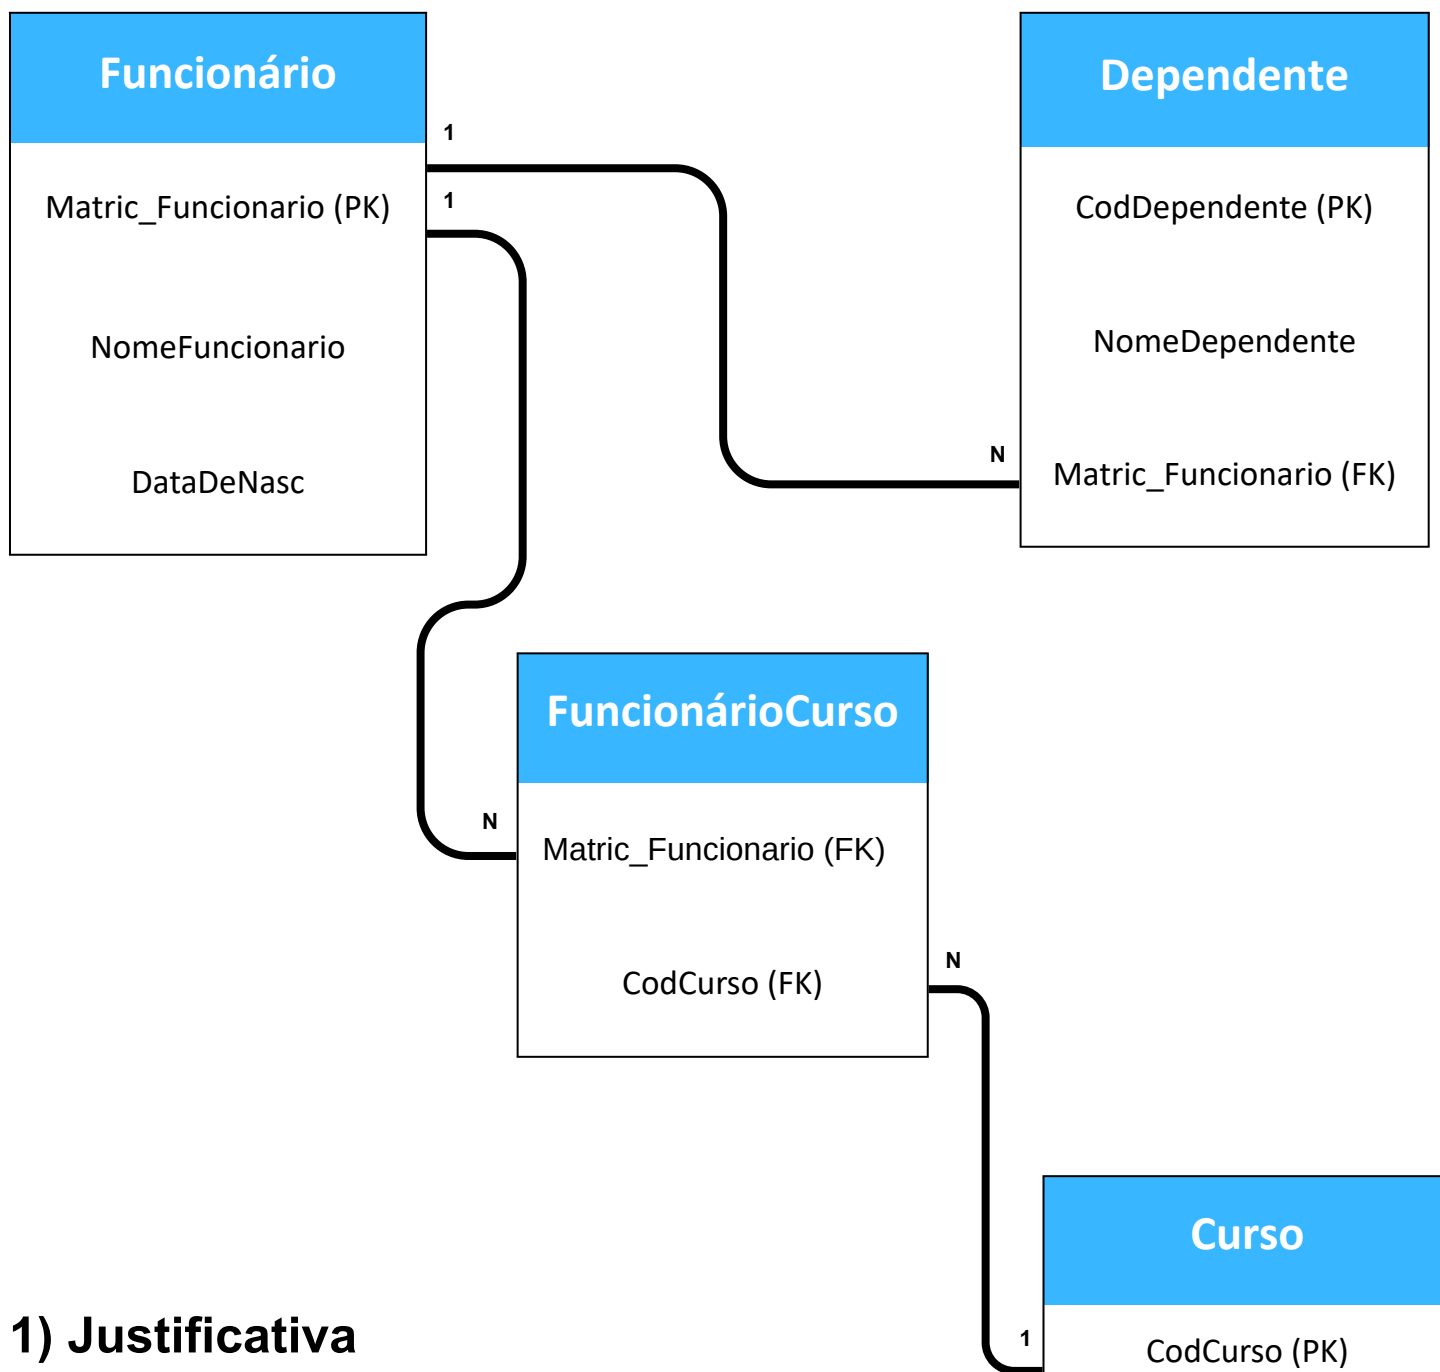 Funcionário
Matric_Funcionario (PK)
NomeFuncionario
DataDeNasc
1
1
Dependente
CodDependente (PK)
NomeDependente
Matric_Funcionario (FK)
N
FuncionárioCurso
Matric_Funcionario (FK)
CodCurso (FK)
N
N
Curso
CodCurso (PK)
1
1) Justificativa